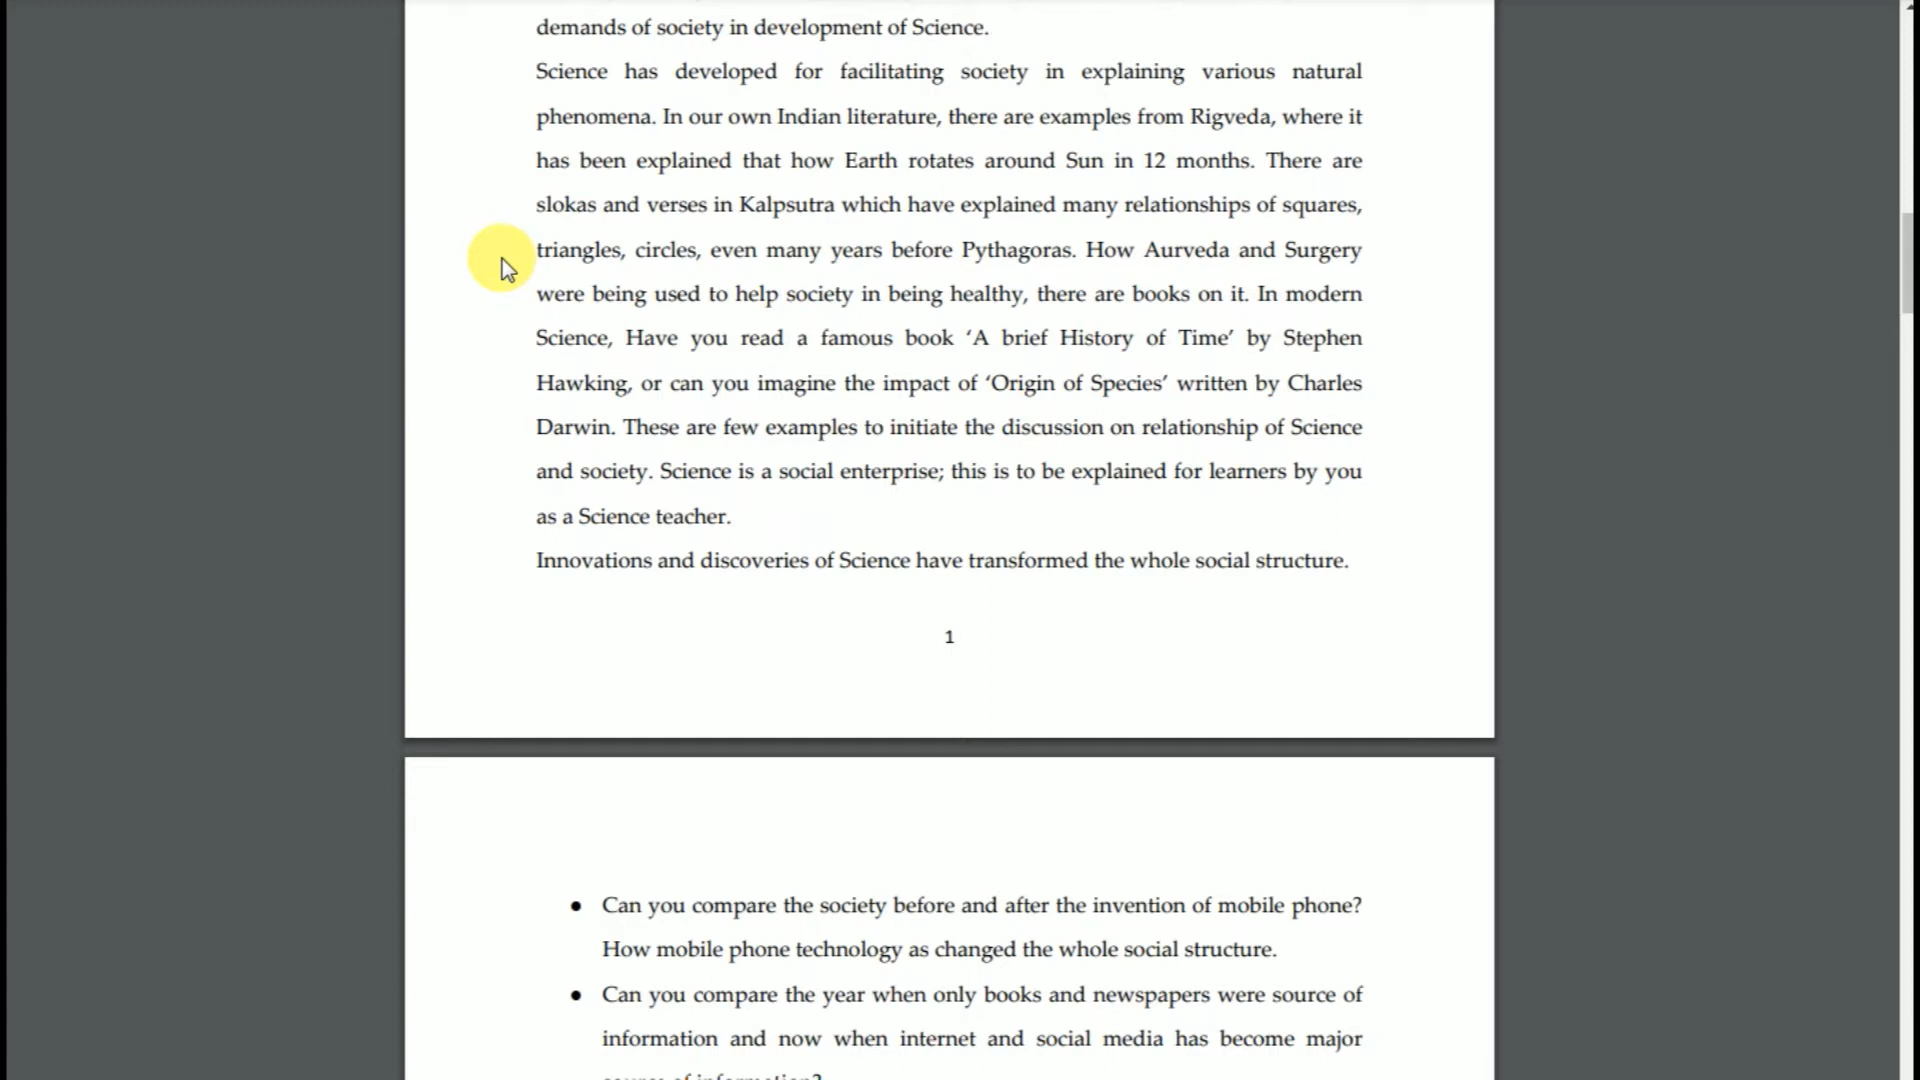 demands of society in development of Science.
Science has developed for facilitating society in explaining various natural
phenomena. In our own Indian literature, there are examples from Rigveda, where it
has been explained that how Earth rotates around Sun in 12 months. There are
slokas and verses in Kalpsutra which have explained many relationships of squares,
triangles, circles, even many years before Pythagoras. How Aurveda and Surgery
were being used to help society in being healthy, there are books on it. In modern
Science, Have you read a famous book ‘A brief History of Time’ by Stephen
Hawking, or can you imagine the impact of ‘Origin of Species’ written by Charles
Darwin. These are few examples to initiate the discussion on relationship of Science
and society. Science is a social enterprise; this is to be explained for learners by you
as a Science teacher.
Innovations and discoveries of Science have transformed the whole social structure.
1
● Can you compare the society before and after the invention of mobile phone?
How mobile phone technology as changed the whole social structure.
● Can you compare the year when only books and newspapers were source of
information and now when internet and social media has become major
source of information?